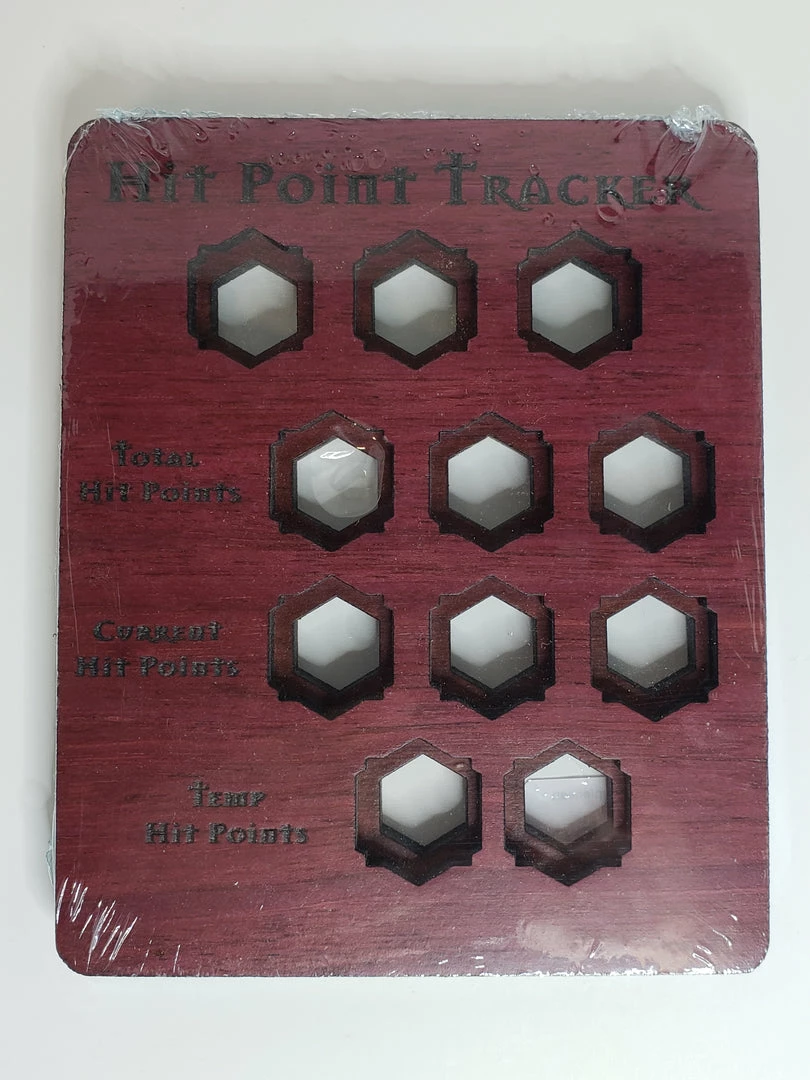 Hit Point Tracker
Total
Hit Points
Current
Hit Points
Temp
Hit Points